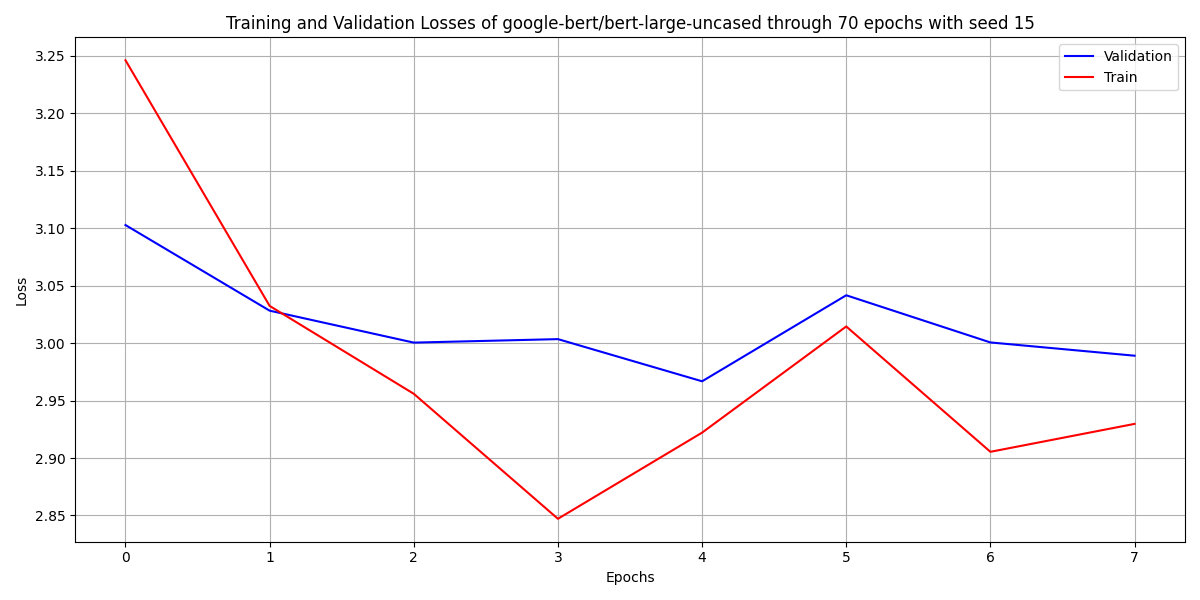 Training and Validation Losses of google-bert/bert-large-uncased through 70 epochs with seed 15
Validation
Train
3.25
3.20
3.15
3.10
3.05
3.00
2.95
2.90
2.85
Loss
0 1 2 3 4 5 6 7
Epochs